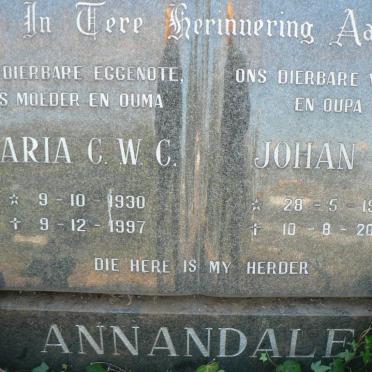 In Tere Herinnering Aa
DIERBARE EGGENOTE,
S MOEDER EN OUMA
ARIA C. W. C.
☆ 9-10-1930
✝ 9-12-1997
ONS DIERBARE
EN OUPA
JOHAN
☆ 28-5-19
✝ 10-8-20
DIE HERE IS MY HERDER
ANNANDALE